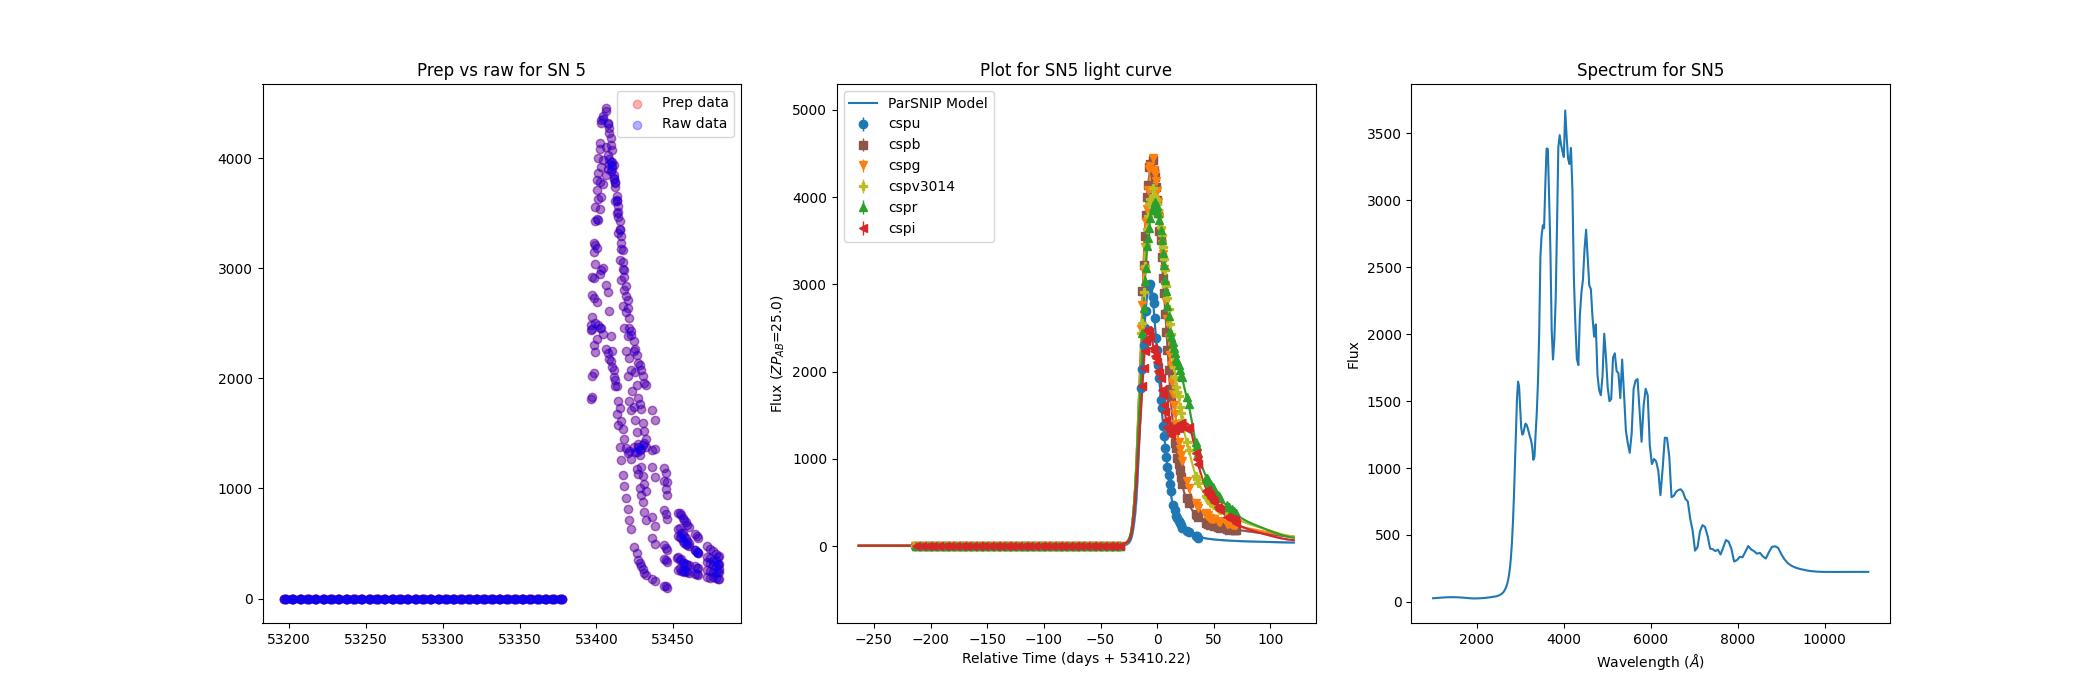 Prep vs raw for SN 5
Prep data
Raw data
4000
3000
2000
1000
0
53200
53250
53300
53350
53400
53450
Plot for SN5 light curve
ParSNIP Model
cspu
cspb
cspg
cspv3014
cspr
cspi
5000
4000
3000
2000
1000
0
Flux (ZP_AB=25.0)
−250
−200
−150
−100
−50
0
50
100
Relative Time (days + 53410.22)
Spectrum for SN5
3500
3000
2500
2000
1500
1000
500
0
Flux
2000
4000
6000
8000
10000
Wavelength (Å)